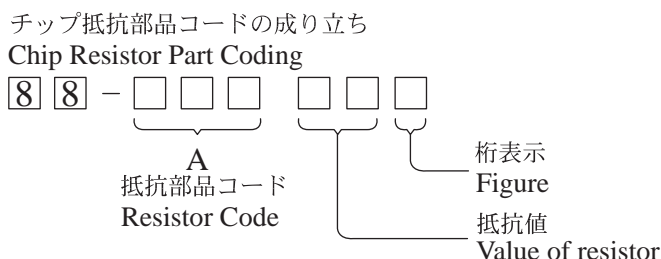 チップ抵抗部品コードの成り立ち
Chip Resistor Part Coding
8 8 − □ □ □ □ □ □
A
抵抗部品コード
Resistor Code
桁表示
Figure
抵抗値
Value of resistor